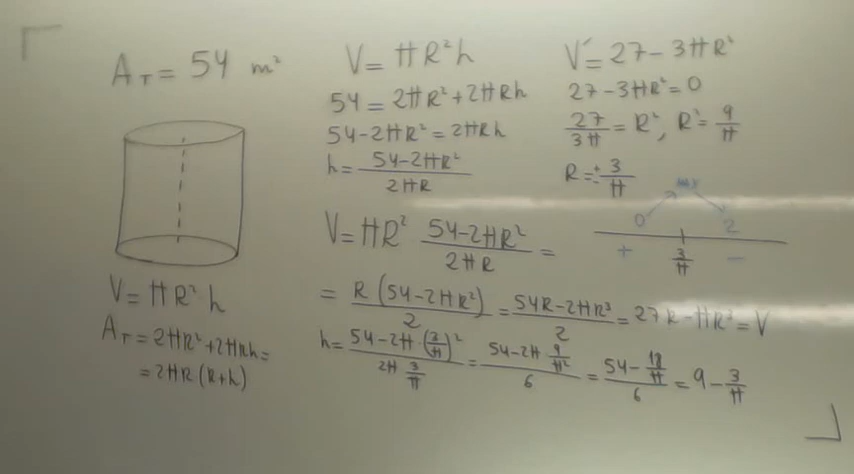 A_T = 54 m²
V = πR²h
54 = 2πR² + 2πRh
54 - 2πR² = 2πRh
h = (54 - 2πR²)/(2πR)
V' = 27 - 3πR²
27 - 3πR² = 0
27/(3π) = R², R² = 9/π
R = ± 3/π
max
0 2
+ 3/π -
V = πR²h
A_T = 2πR² + 2πRh =
= 2πR(R+h)
V = πR² (54 - 2πR²)/(2πR) =
= R(54 - 2πR²)/2 = (54R - 2πR³)/2 = 27R - πR³ = V
h = (54 - 2π·(3/π)²)/(2π 3/π) = (54 - 2π·9/π²)/6 = (54 - 18/π)/6 = 9 - 3/π